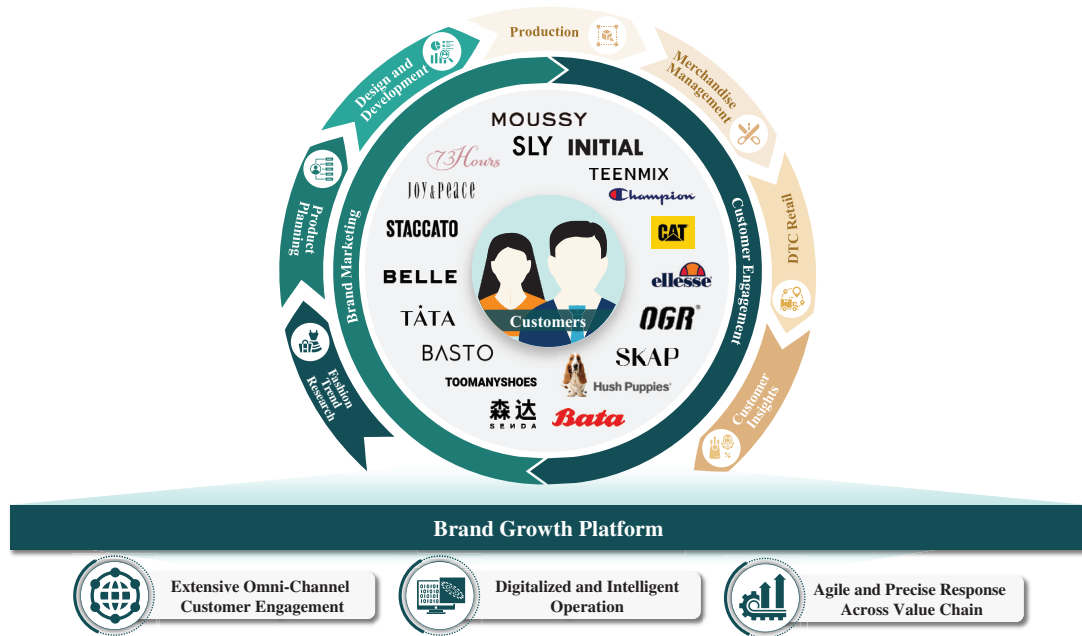 Production
Design and
Development
Merchandise
Management
Product
Planning
DTC Retail
Fashion
Trend
Research
Customer
Insights
Brand Marketing
Customer Engagement
MOUSSY
SLY
INITIAL
73Hours
TEENMIX
JOY&PEACE
Champion
STACCATO
CAT
BELLE
ellesse
TÅTA
OGR®
BASTO
SKAP
TOOMANYSHOES
Hush Puppies
森达
SENDA
Bata
Customers
Brand Growth Platform
Extensive Omni-Channel
Customer Engagement
Digitalized and Intelligent
Operation
Agile and Precise Response
Across Value Chain